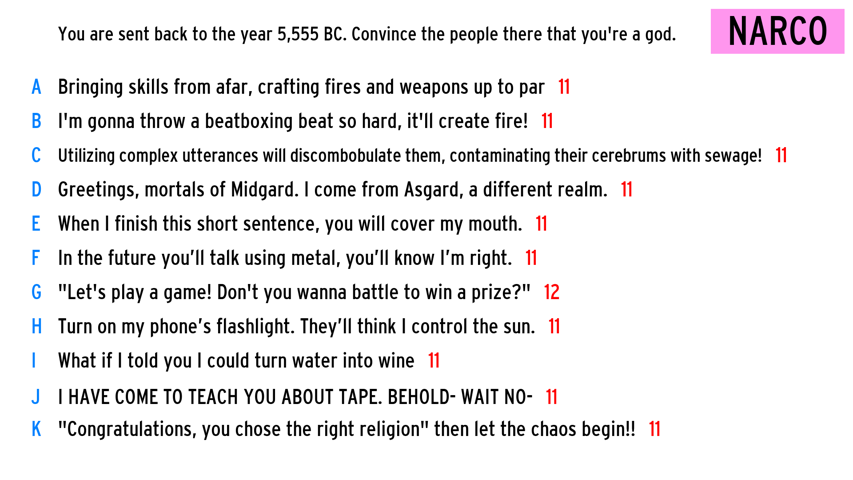 You are sent back to the year 5,555 BC. Convince the people there that you're a god.
NARCO
A Bringing skills from afar, crafting fires and weapons up to par 11
B I'm gonna throw a beatboxing beat so hard, it'll create fire! 11
C Utilizing complex utterances will discombobulate them, contaminating their cerebrums with sewage! 11
D Greetings, mortals of Midgard. I come from Asgard, a different realm. 11
E When I finish this short sentence, you will cover my mouth. 11
F In the future you’ll talk using metal, you’ll know I’m right. 11
G "Let's play a game! Don't you wanna battle to win a prize?" 12
H Turn on my phone’s flashlight. They’ll think I control the sun. 11
I What if I told you I could turn water into wine 11
J I HAVE COME TO TEACH YOU ABOUT TAPE. BEHOLD- WAIT NO- 11
K "Congratulations, you chose the right religion" then let the chaos begin!! 11